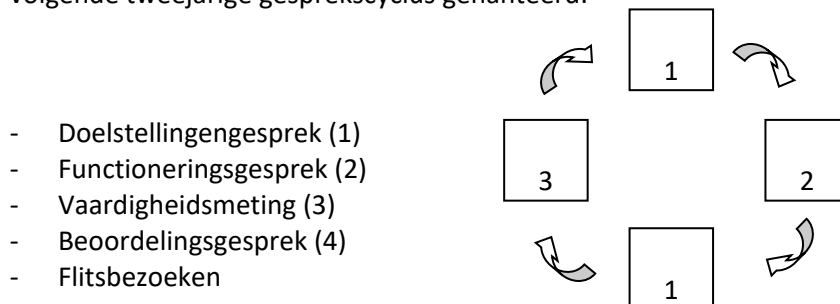 volgende tweejarige gesprekscyclus gehanteerd:
1
- Doelstellingengesprek (1)
- Functioneringsgesprek (2)
- Vaardigheidsmeting (3)
- Beoordelingsgesprek (4)
- Flitsbezoeken
3
2
1